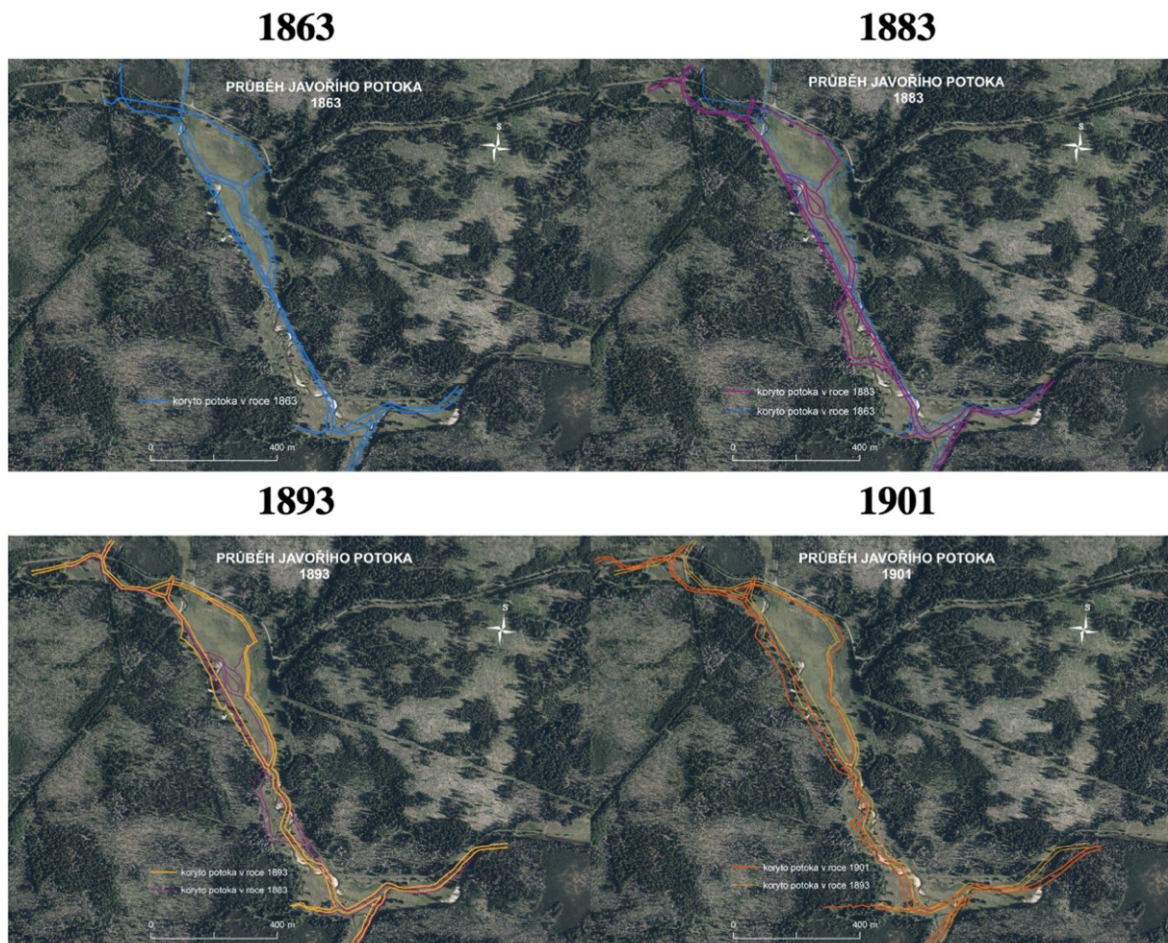 1863
1883
PRŮBĚH JAVOŘÍHO POTOKA
1863
S
koryto potoka v roce 1863
0
400 m
PRŮBĚH JAVOŘÍHO POTOKA
1883
S
koryto potoka v roce 1883
koryto potoka v roce 1863
0
400 m
1893
1901
PRŮBĚH JAVOŘÍHO POTOKA
1893
S
koryto potoka v roce 1893
koryto potoka v roce 1883
0
400 m
PRŮBĚH JAVOŘÍHO POTOKA
1901
S
koryto potoka v roce 1901
koryto potoka v roce 1893
0
400 m